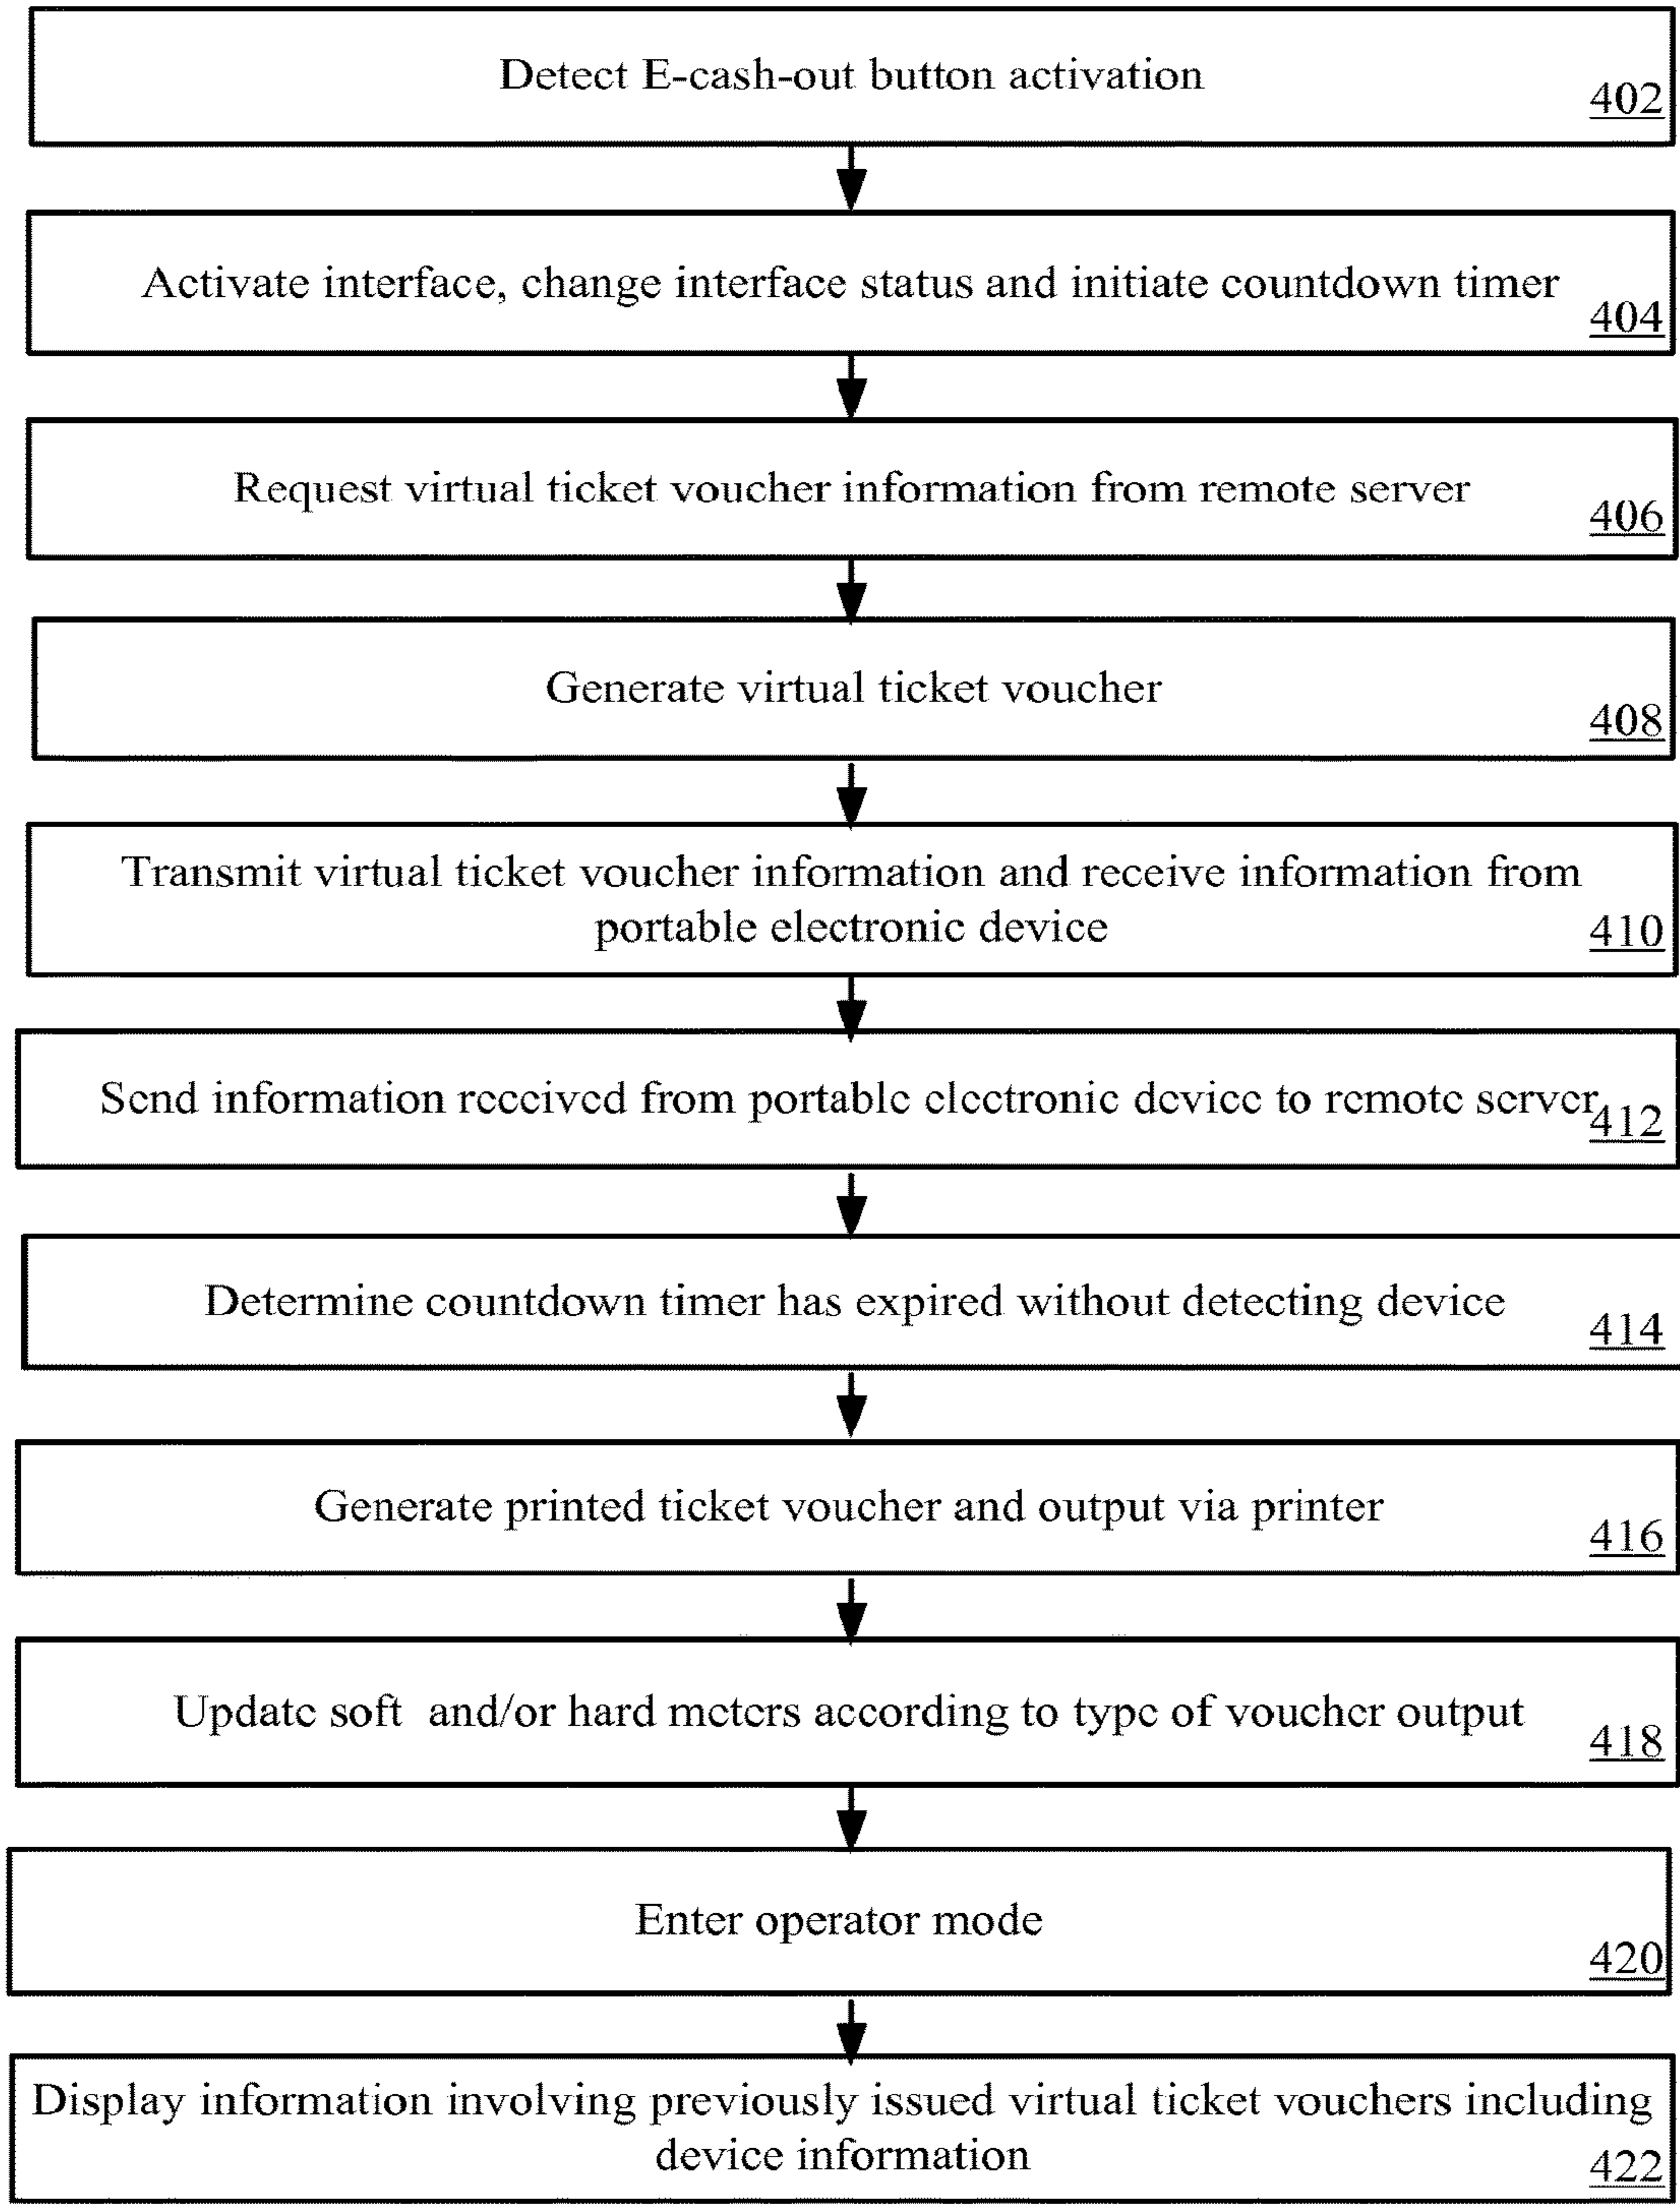 Detect E-cash-out button activation
402
Activate interface, change interface status and initiate countdown timer
404
Request virtual ticket voucher information from remote server
406
Generate virtual ticket voucher
408
Transmit virtual ticket voucher information and receive information from
portable electronic device
410
Send information received from portable electronic device to remote server
412
Determine countdown timer has expired without detecting device
414
Generate printed ticket voucher and output via printer
416
Update soft and/or hard meters according to type of voucher output
418
Enter operator mode
420
Display information involving previously issued virtual ticket vouchers including
device information
422